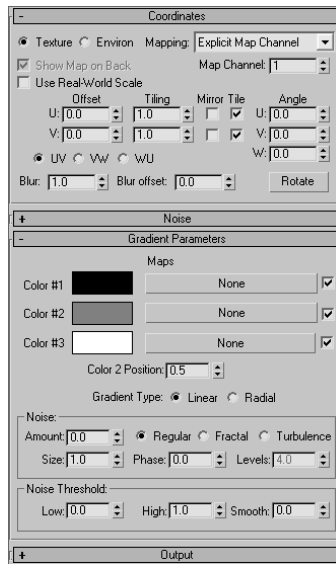 - Coordinates
Texture Environ Mapping: Explicit Map Channel
Show Map on Back Map Channel: 1
Use Real-World Scale
Offset Tiling Mirror Tile Angle
U: 0.0 1.0 U: 0.0
V: 0.0 1.0 V: 0.0
W: 0.0
UV VW WU
Blur: 1.0 Blur offset: 0.0 Rotate
+ Noise
- Gradient Parameters
Maps
Color #1 None
Color #2 None
Color #3 None
Color 2 Position: 0.5
Gradient Type: Linear Radial
Noise:
Amount: 0.0 Regular Fractal Turbulence
Size: 1.0 Phase: 0.0 Levels: 4.0
Noise Threshold:
Low: 0.0 High: 1.0 Smooth: 0.0
+ Output